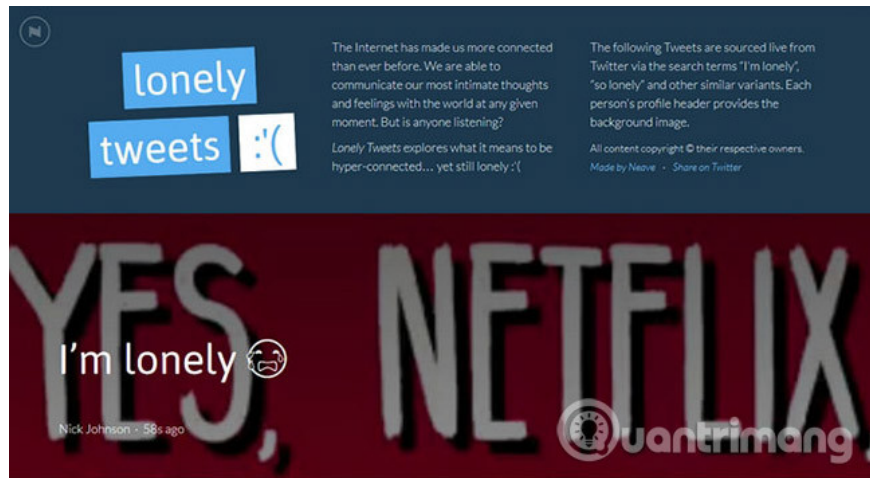 lonely
tweets :'(
The Internet has made us more connected
than ever before. We are able to
communicate our most intimate thoughts
and feelings with the world at any given
moment. But is anyone listening?
Lonely Tweets explores what it means to be
hyper-connected... yet still lonely :'(
The following Tweets are sourced live from
Twitter via the search terms "I'm lonely",
"so lonely" and other similar variants. Each
person's profile header provides the
background image.
All content copyright © their respective owners.
Made by Neave • Share on Twitter
YES, NETFLIX
I'm lonely 😭
Nick Johnson • 58s ago
Quantrimang